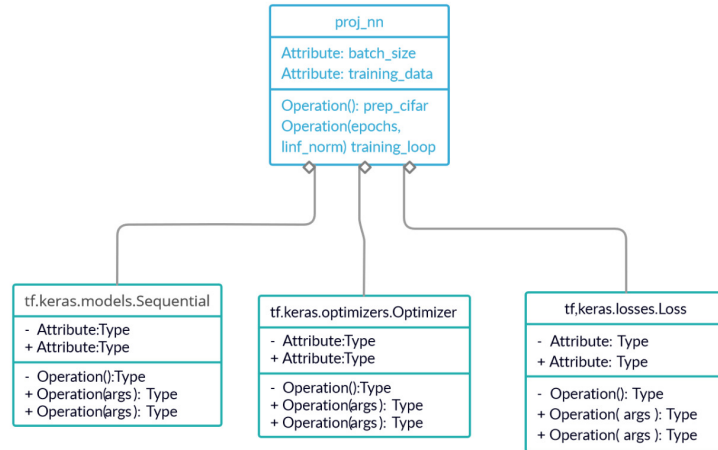 proj_nn
Attribute: batch_size
Attribute: training_data
Operation(): prep_cifar
Operation(epochs,
linf_norm) training_loop
tf.keras.models.Sequential
- Attribute:Type
+ Attribute:Type
- Operation():Type
+ Operation(args): Type
+ Operation(args): Type
tf.keras.optimizers.Optimizer
- Attribute:Type
+ Attribute:Type
- Operation():Type
+ Operation(args): Type
+ Operation(args): Type
tf,keras.losses.Loss
- Attribute: Type
+ Attribute: Type
- Operation(): Type
+ Operation( args ): Type
+ Operation( args ): Type